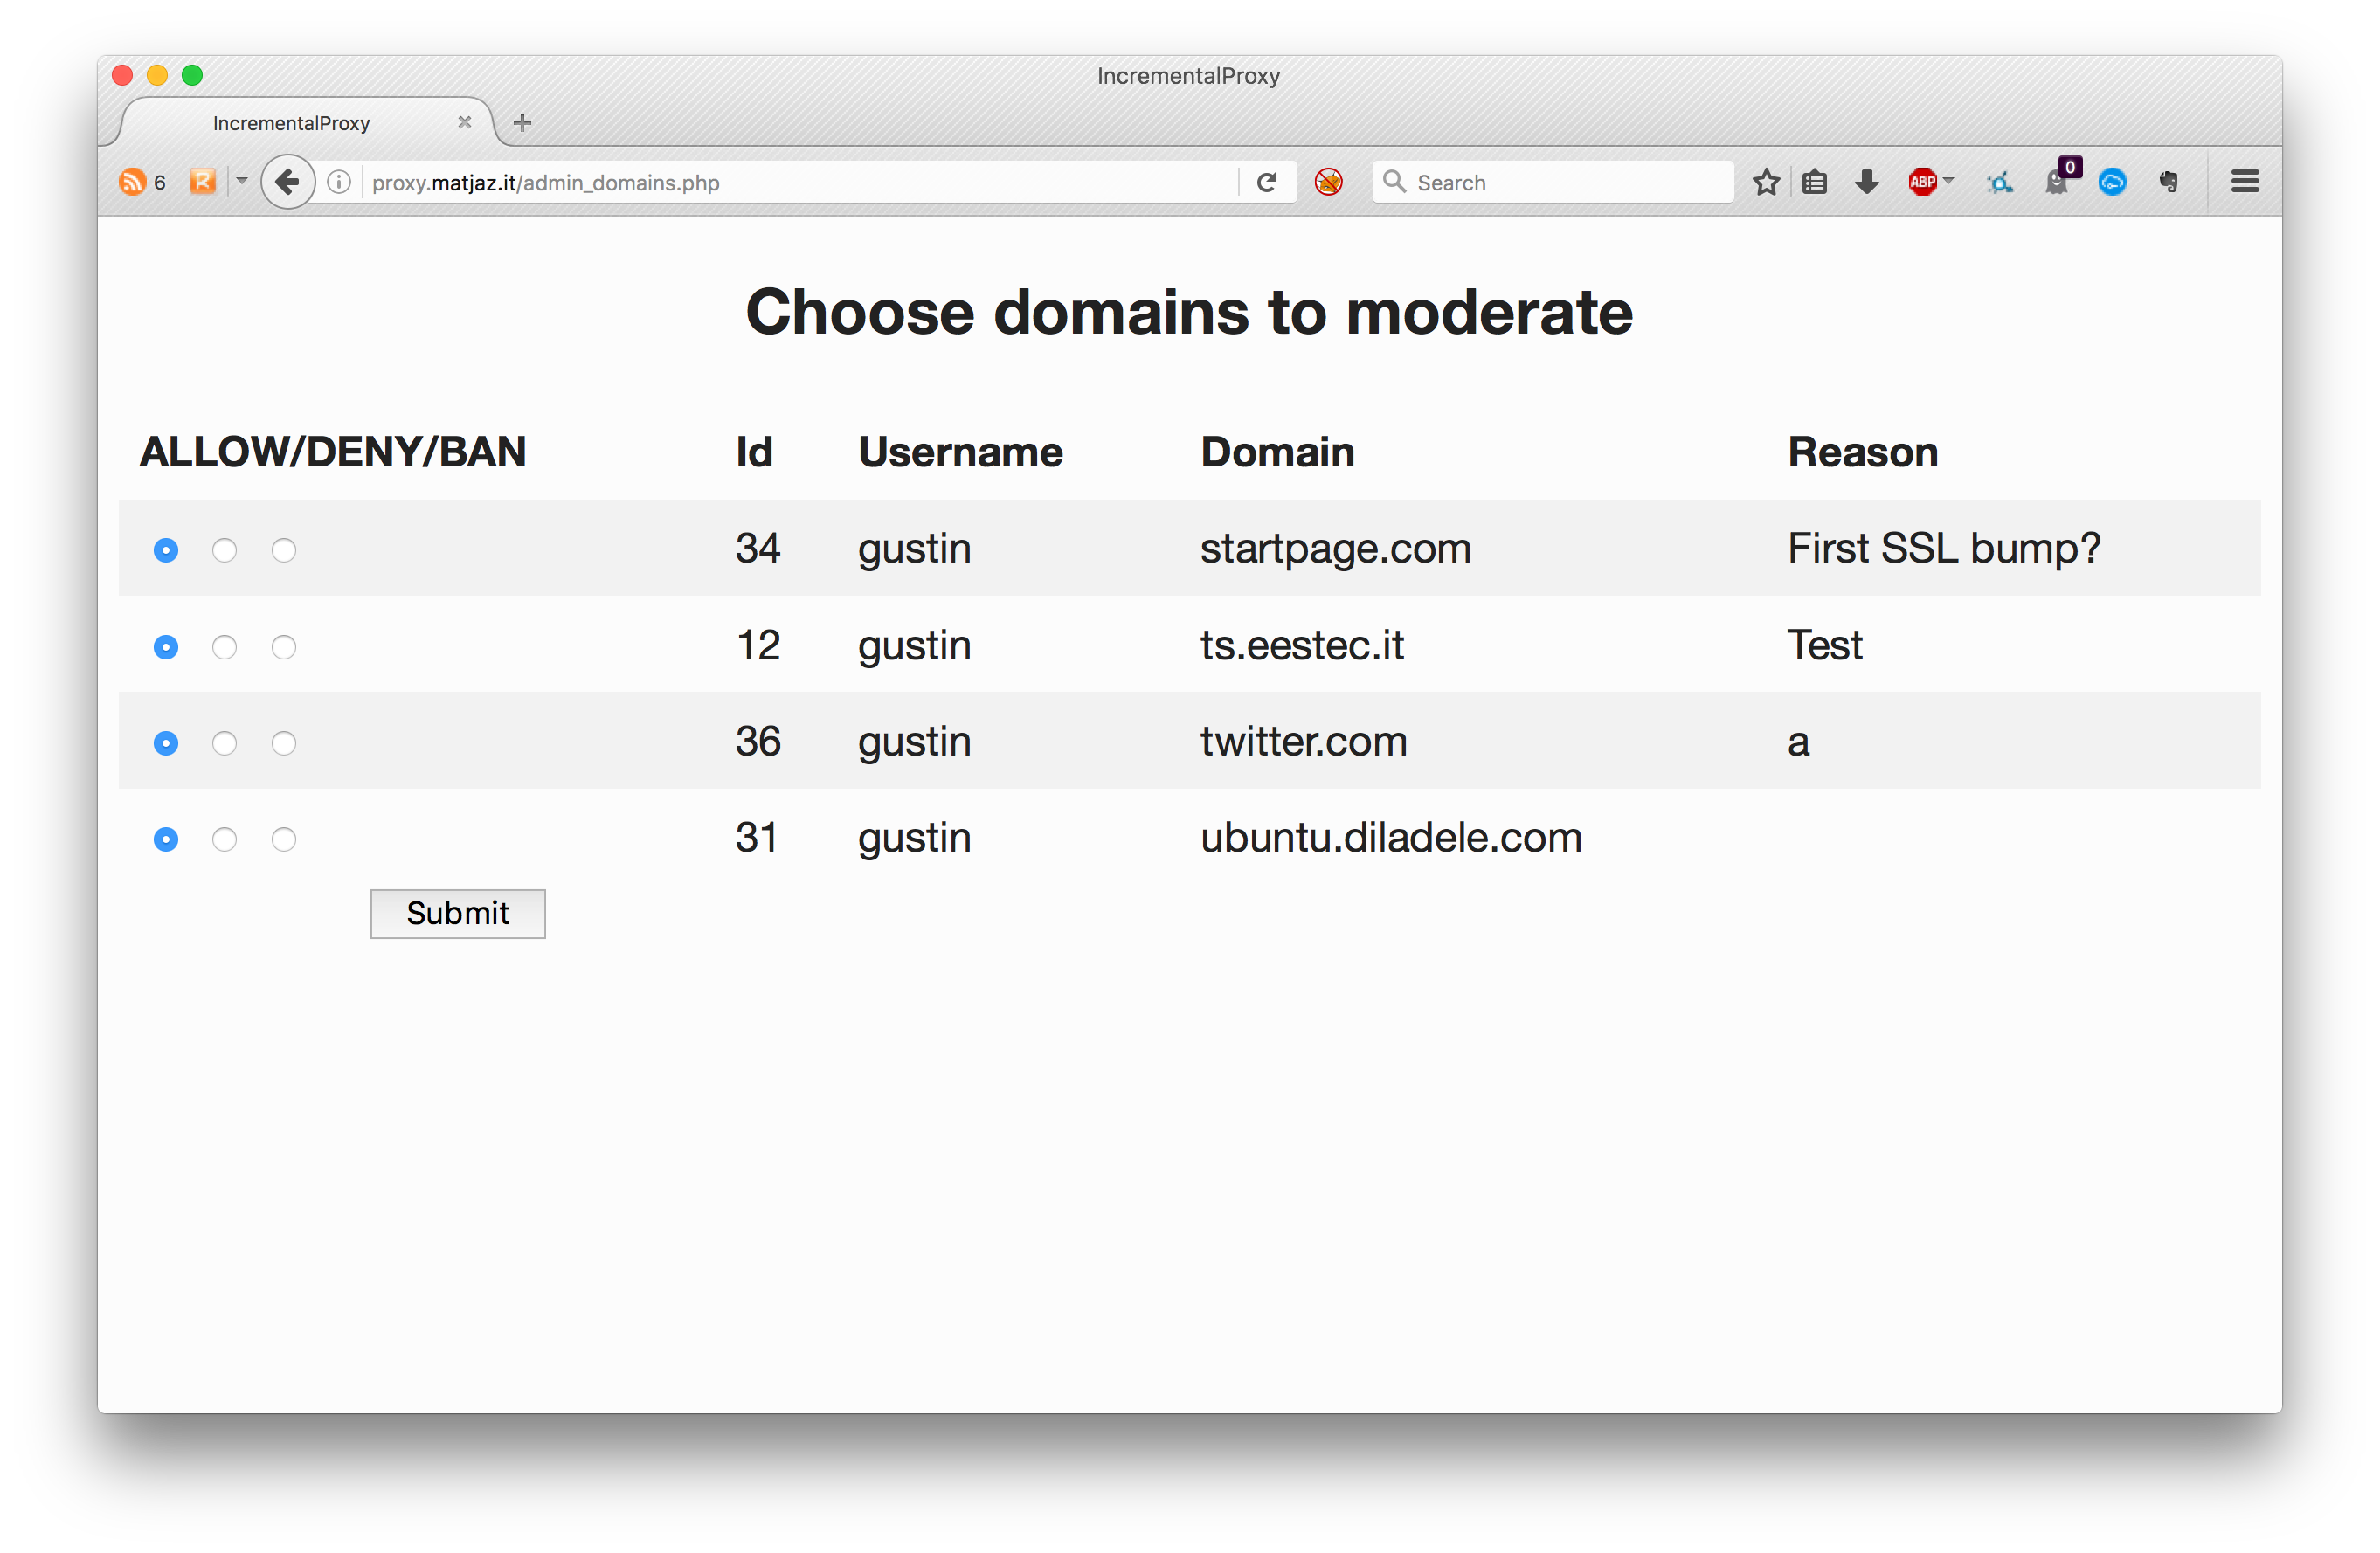 IncrementalProxy
IncrementalProxy
6 proxy.matjaz.it/admin_domains.php Search ABP 0
Choose domains to moderate
ALLOW/DENY/BAN Id Username Domain Reason
34 gustin startpage.com First SSL bump?
12 gustin ts.eestec.it Test
36 gustin twitter.com a
31 gustin ubuntu.diladele.com
Submit